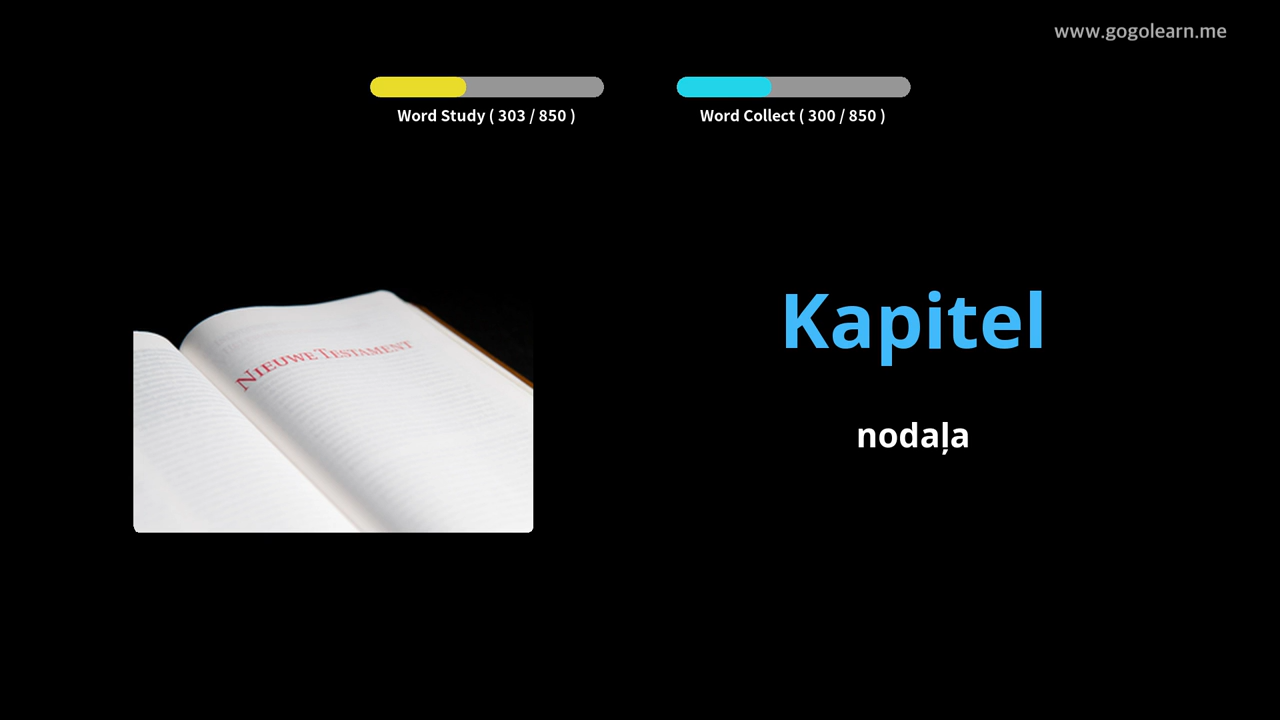 www.gogolearn.me
Word Study ( 303 / 850 )
Word Collect ( 300 / 850 )
Kapitel
nodaļa
NIEUWE TESTAMENT